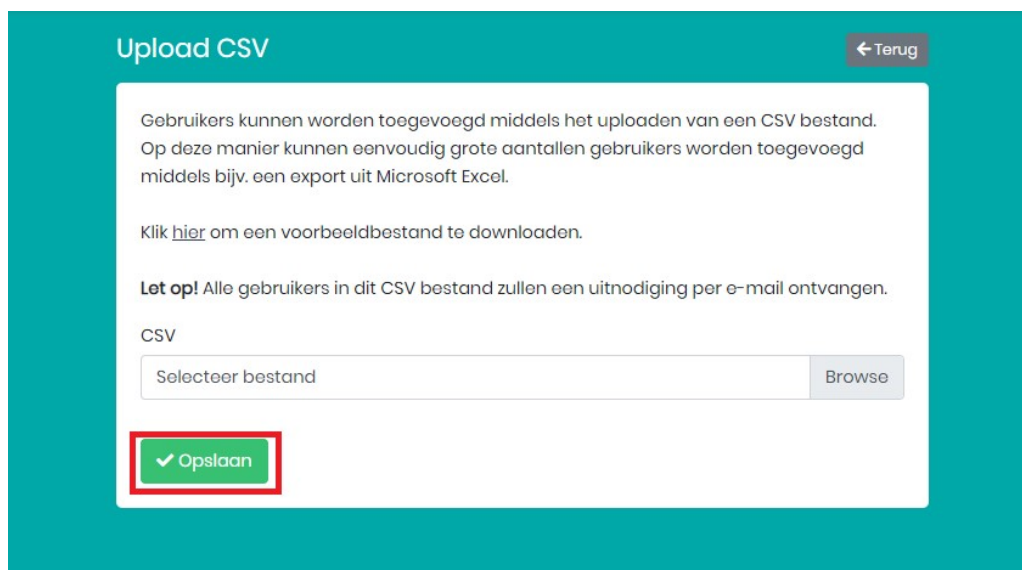 Upload CSV
Terug
Gebruikers kunnen worden toegevoegd middels het uploaden van een CSV bestand.
Op deze manier kunnen eenvoudig grote aantallen gebruikers worden toegevoegd
middels bijv. een export uit Microsoft Excel.
Klik hier om een voorbeeldbestand te downloaden.
Let op! Alle gebruikers in dit CSV bestand zullen een uitnodiging per e-mail ontvangen.
CSV
Selecteer bestand
Browse
Opslaan